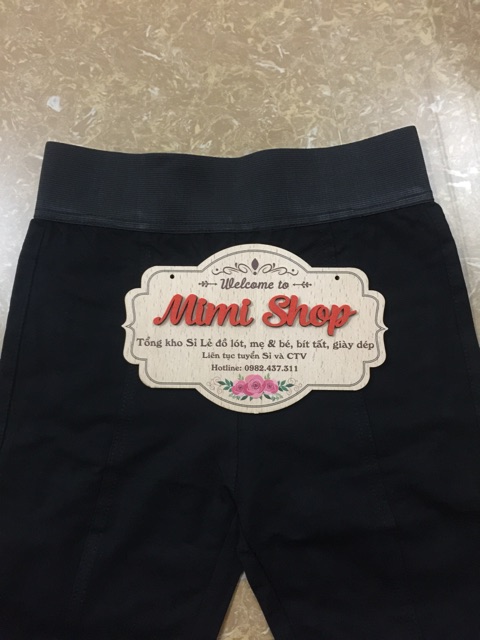 Welcome to
Mimi Shop
Tổng kho Sỉ Lẻ đồ lót, mẹ & bé, bít tất, giày dép
Liên tục tuyển Sỉ và CTV
Hotline: 0982.437.311